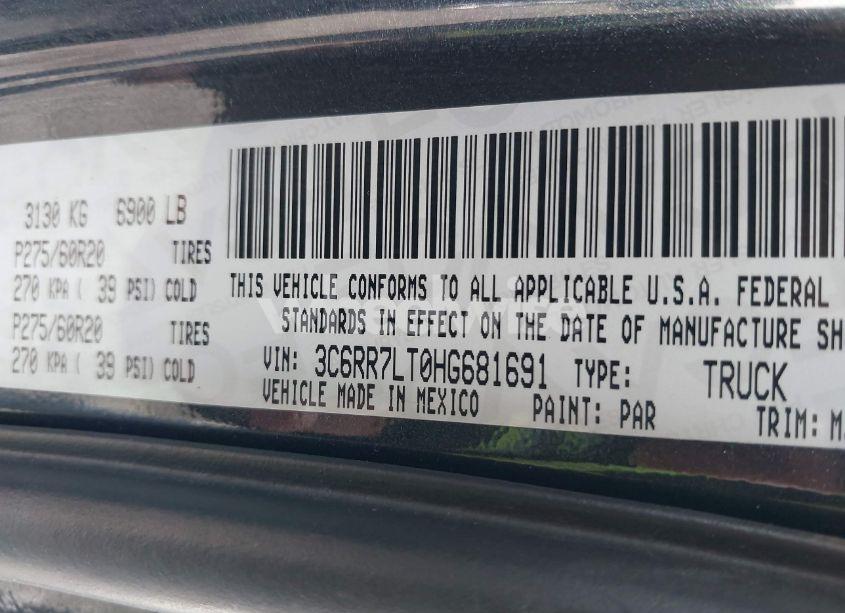 3130 KG 6900 LB
P275/60R20 TIRES
270 KPA ( 39 PSI) COLD
P275/60R20 TIRES
270 KPA ( 39 PSI) COLD
THIS VEHICLE CONFORMS TO ALL APPLICABLE U.S.A. FEDERAL
STANDARDS IN EFFECT ON THE DATE OF MANUFACTURE SH
VIN: 3C6RR7LT0HG681691 TYPE: TRUCK
VEHICLE MADE IN MEXICO PAINT: PAR TRIM: M